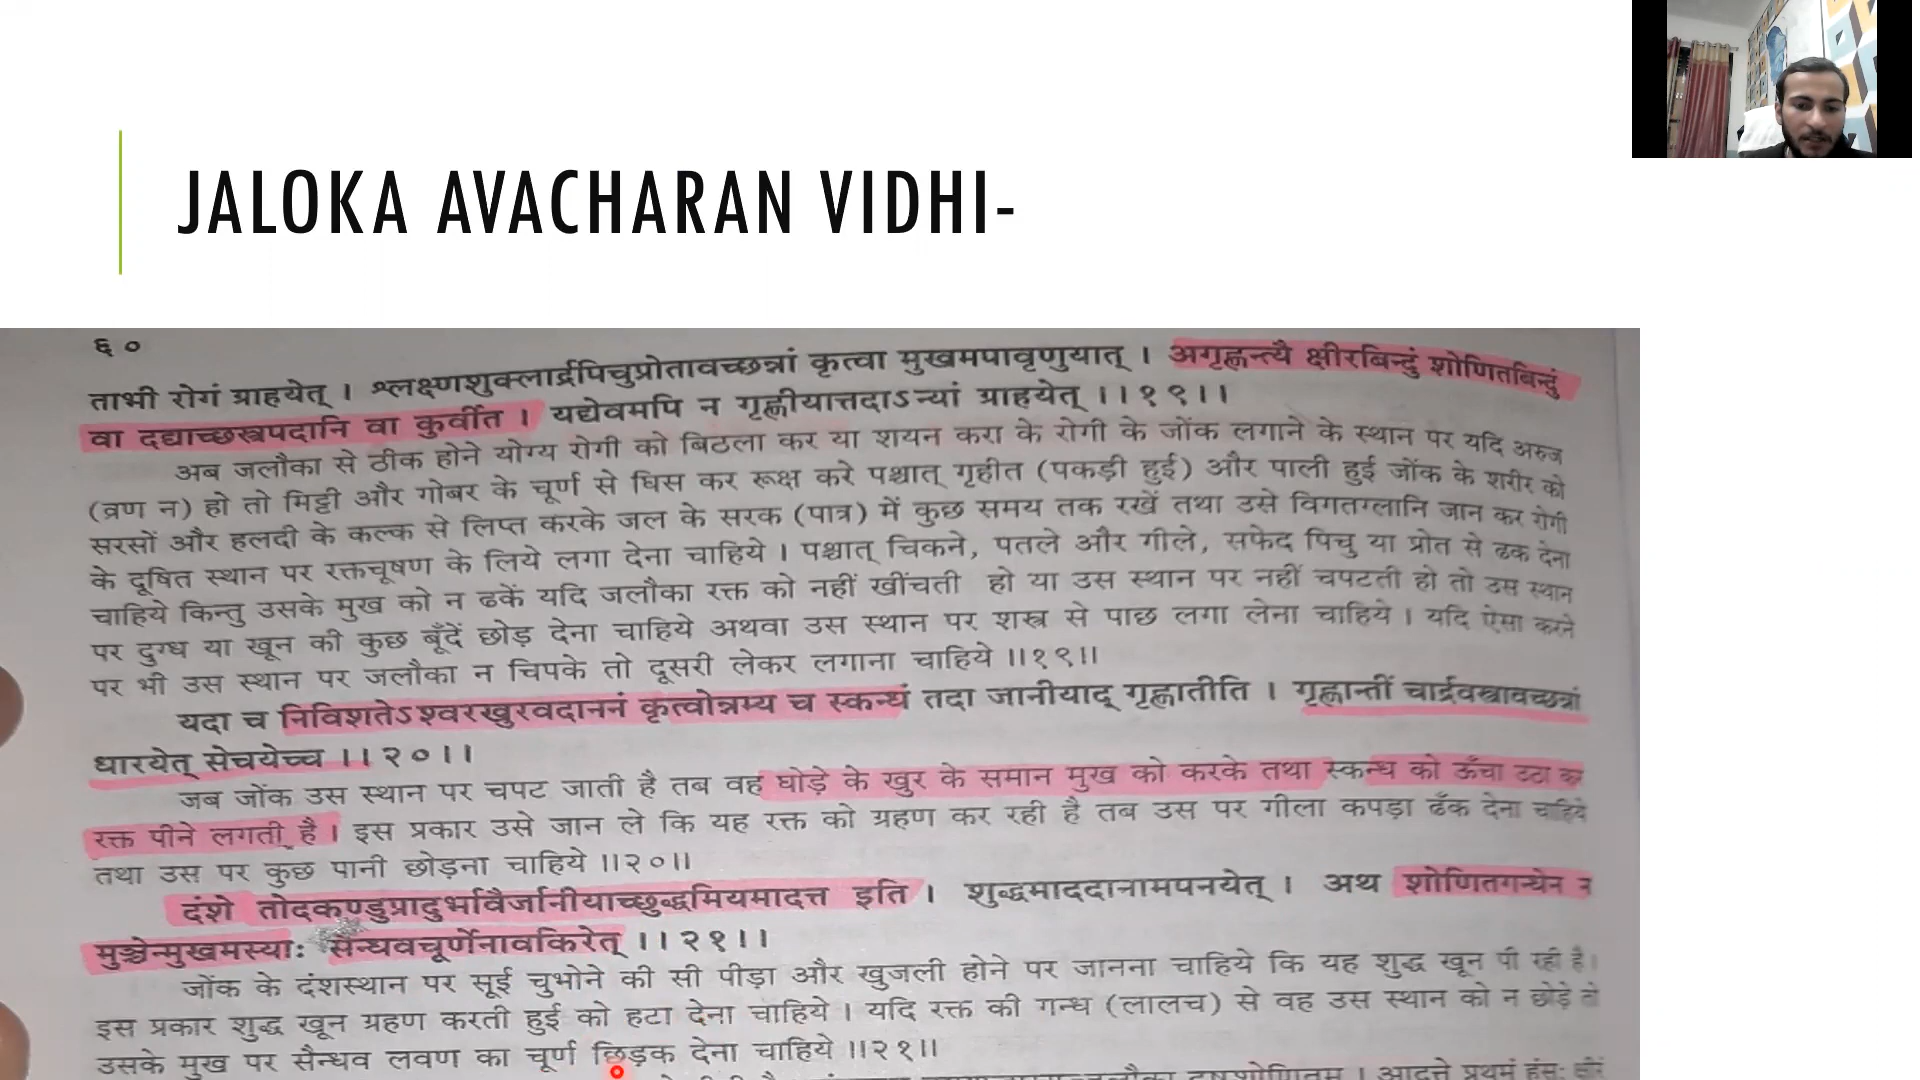 JALOKA AVACHARAN VIDHI-
६०
ताभी रोगं ग्राहयेत् । श्लक्ष्णशुक्लार्द्रपिचुप्रोतावच्छन्नां कृत्वा मुखमपावृणुयात् । अगृह्णन्त्यै क्षीरबिन्दुं शोणितबिन्दुं
वा दद्याच्छस्त्रपदानि वा कुर्वीत । यद्येवमपि न गृह्णीयात्तदाऽन्यां ग्राहयेत् ।।१९।।
अब जलौका से ठीक होने योग्य रोगी को बिठला कर या शयन करा के रोगी के जोंक लगाने के स्थान पर यदि अरुज
(व्रण न) हो तो मिट्टी और गोबर के चूर्ण से घिस कर रूक्ष करे पश्चात् गृहीत (पकड़ी हुई) और पाली हुई जोंक के शरीर को
सरसों और हलदी के कल्क से लिप्त करके जल के सरक (पात्र) में कुछ समय तक रखें तथा उसे विगतग्लानि जान कर रोगी
के दूषित स्थान पर रक्तचूषण के लिये लगा देना चाहिये । पश्चात् चिकने, पतले और गीले, सफेद पिचु या प्रोत से ढक देना
चाहिये किन्तु उसके मुख को न ढकें यदि जलौका रक्त को नहीं खींचती हो या उस स्थान पर नहीं चपटती हो तो उस स्थान
पर दुग्ध या खून की कुछ बूँदें छोड़ देना चाहिये अथवा उस स्थान पर शस्त्र से पाछ लगा लेना चाहिये । यदि ऐसा करने
पर भी उस स्थान पर जलौका न चिपके तो दूसरी लेकर लगाना चाहिये ।।१९।।
यदा च निविशतेऽश्वरखुरवदाननं कृत्वोन्नम्य च स्कन्धं तदा जानीयाद् गृह्णातीति । गृह्णान्तीं चार्द्रवस्त्रावच्छन्नां
धारयेत् सेचयेच्च ।।२०।।
जब जोंक उस स्थान पर चपट जाती है तब वह घोड़े के खुर के समान मुख को करके तथा स्कन्ध को ऊँचा उठा कर
रक्त पीने लगती है । इस प्रकार उसे जान ले कि यह रक्त को ग्रहण कर रही है तब उस पर गीला कपड़ा ढँक देना चाहिये
तथा उस पर कुछ पानी छोड़ना चाहिये ।।२०।।
दंशे तोदकण्डुप्रादुर्भावैर्जानीयाच्छुद्धमियमादत्त इति । शुद्धमाददानामपनयेत् । अथ शोणितगन्धेन न
मुञ्चेन्मुखमस्याः सैन्धवचूर्णेनावकिरेत् ।।२१।।
जोंक के दंशस्थान पर सूई चुभोने की सी पीड़ा और खुजली होने पर जानना चाहिये कि यह शुद्ध खून पी रही है।
इस प्रकार शुद्ध खून ग्रहण करती हुई को हटा देना चाहिये । यदि रक्त की गन्ध (लालच) से वह उस स्थान को न छोड़े तो
उसके मुख पर सैन्धव लवण का चूर्ण छिड़क देना चाहिये ।।२१।।
आदत्ते प्रथमं हंसः